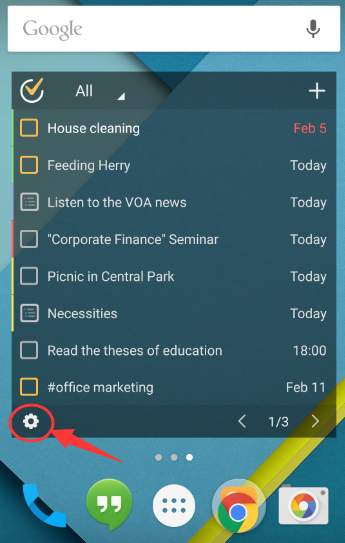 Google
All
House cleaning Feb 5
Feeding Herry Today
Listen to the VOA news Today
"Corporate Finance" Seminar Today
Picnic in Central Park Today
Necessities Today
Read the theses of education 18:00
#office marketing Feb 11
1/3